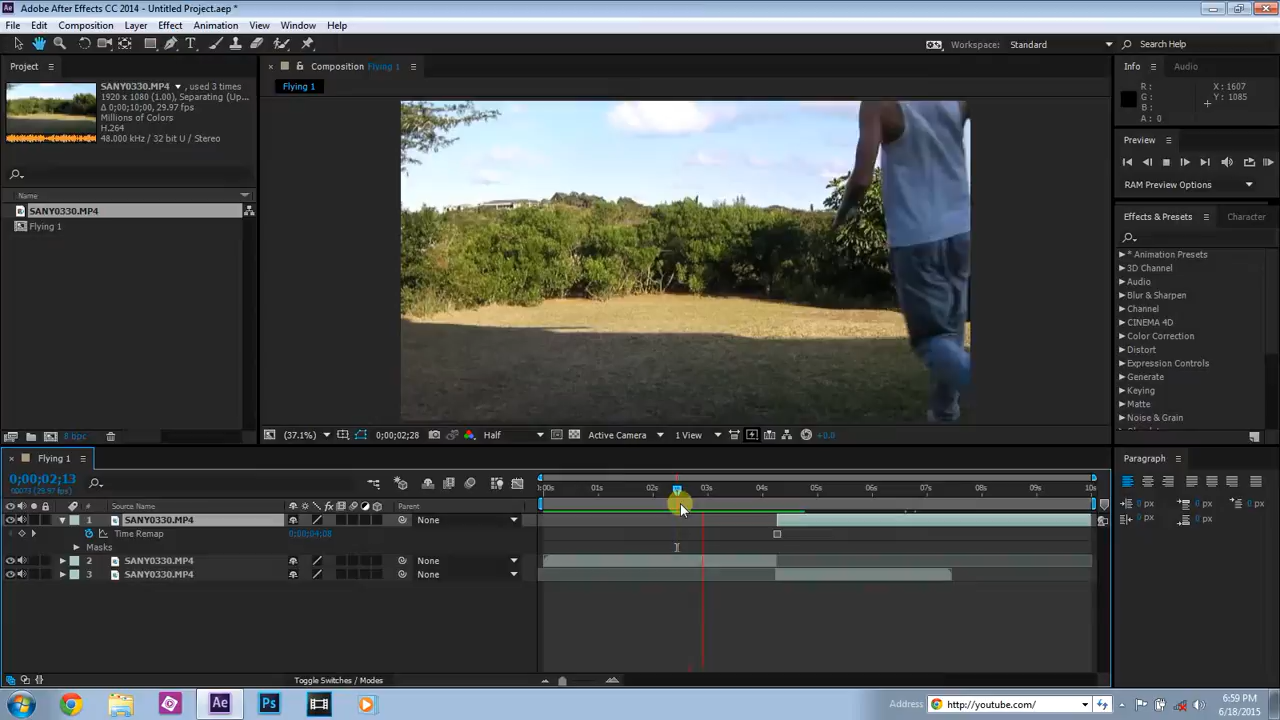 Adobe After Effects CC 2014 - Untitled Project.aep *
File Edit Composition Layer Effect Animation View Window Help
Workspace: Standard Search Help
Project
Composition Flying 1
Info Audio
Flying 1
SANY0330.MP4 , used 3 times
1920 x 1080 (1.00), Separating (Up...
Δ 0;00;10;00, 29.97 fps
Millions of Colors
H.264
48.000 kHz / 32 bit U / Stereo
R: X: 1607
G: Y: 1085
B:
A: 0
Preview
RAM Preview Options
Name
SANY0330.MP4
Flying 1
Effects & Presets Character
* Animation Presets
3D Channel
Audio
Blur & Sharpen
Channel
CINEMA 4D
Color Correction
Distort
Expression Controls
Generate
Keying
Matte
Noise & Grain
8 bpc
(37.1%) 0;00;02;28 Half Active Camera 1 View +0.0
Flying 1
Paragraph
0;00;02;13
00073 (29.97 fps)
:00s 01s 02s 03s 04s 05s 06s 07s 08s 09s 10s
# Source Name Parent
1 SANY0330.MP4 None
Time Remap 0;00;04;08
Masks
2 SANY0330.MP4 None
3 SANY0330.MP4 None
0 px 0 px 0 px
0 px 0 px
Toggle Switches / Modes
Ae Ps
Address http://youtube.com/
6:59 PM
6/18/2015